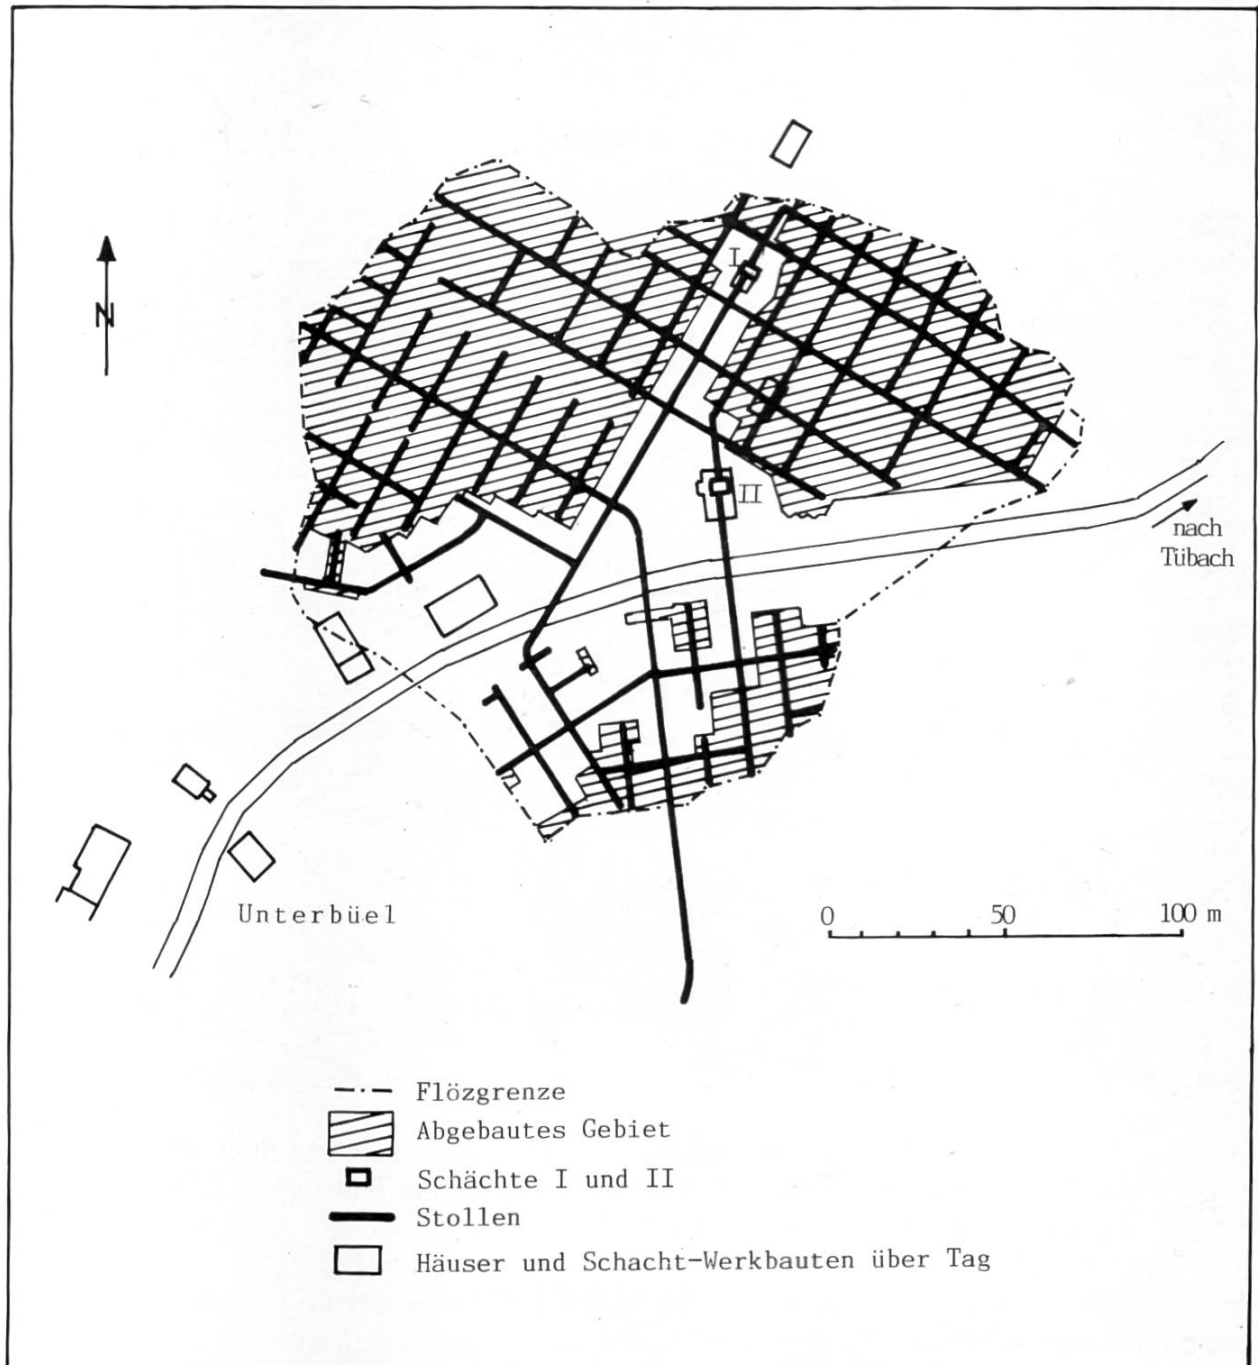 I
N
II
nach
Tübach
Unterbüel
0 50 100 m
Flözgrenze
Abgebautes Gebiet
Schächte I und II
Stollen
Häuser und Schacht-Werkbauten über Tag